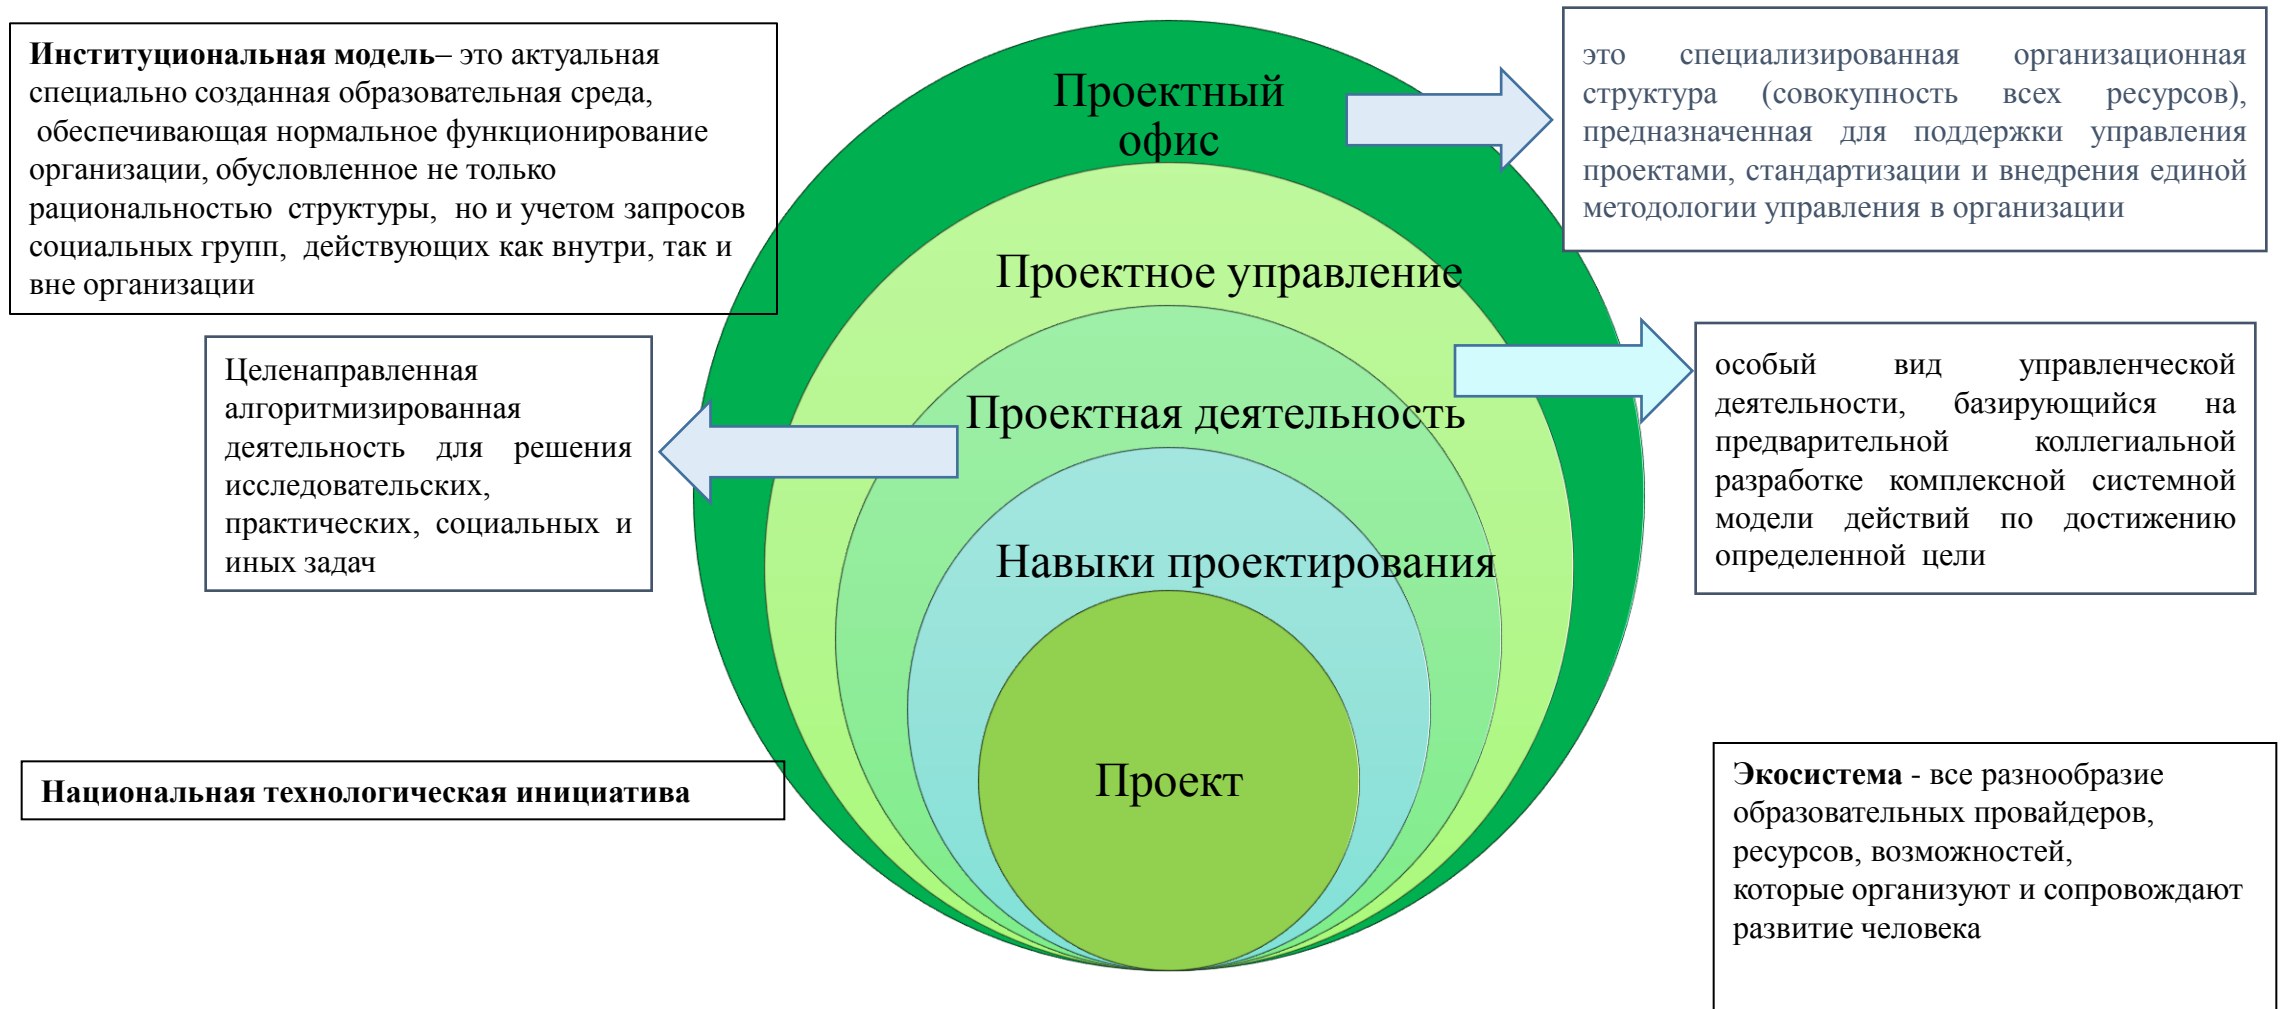 Институциональная модель– это актуальная
специально созданная образовательная среда,
обеспечивающая нормальное функционирование
организации, обусловленное не только
рациональностью структуры, но и учетом запросов
социальных групп, действующих как внутри, так и
вне организации
Проектный
офис
это специализированная организационная
структура (совокупность всех ресурсов),
предназначенная для поддержки управления
проектами, стандартизации и внедрения единой
методологии управления в организации
Проектное управление
Целенаправленная
алгоритмизированная
деятельность для решения
исследовательских,
практических, социальных и
иных задач
Проектная деятельность
особый вид управленческой
деятельности, базирующийся на
предварительной коллегиальной
разработке комплексной системной
модели действий по достижению
определенной цели
Навыки проектирования
Проект
Национальная технологическая инициатива
Экосистема - все разнообразие
образовательных провайдеров,
ресурсов, возможностей,
которые организуют и сопровождают
развитие человека